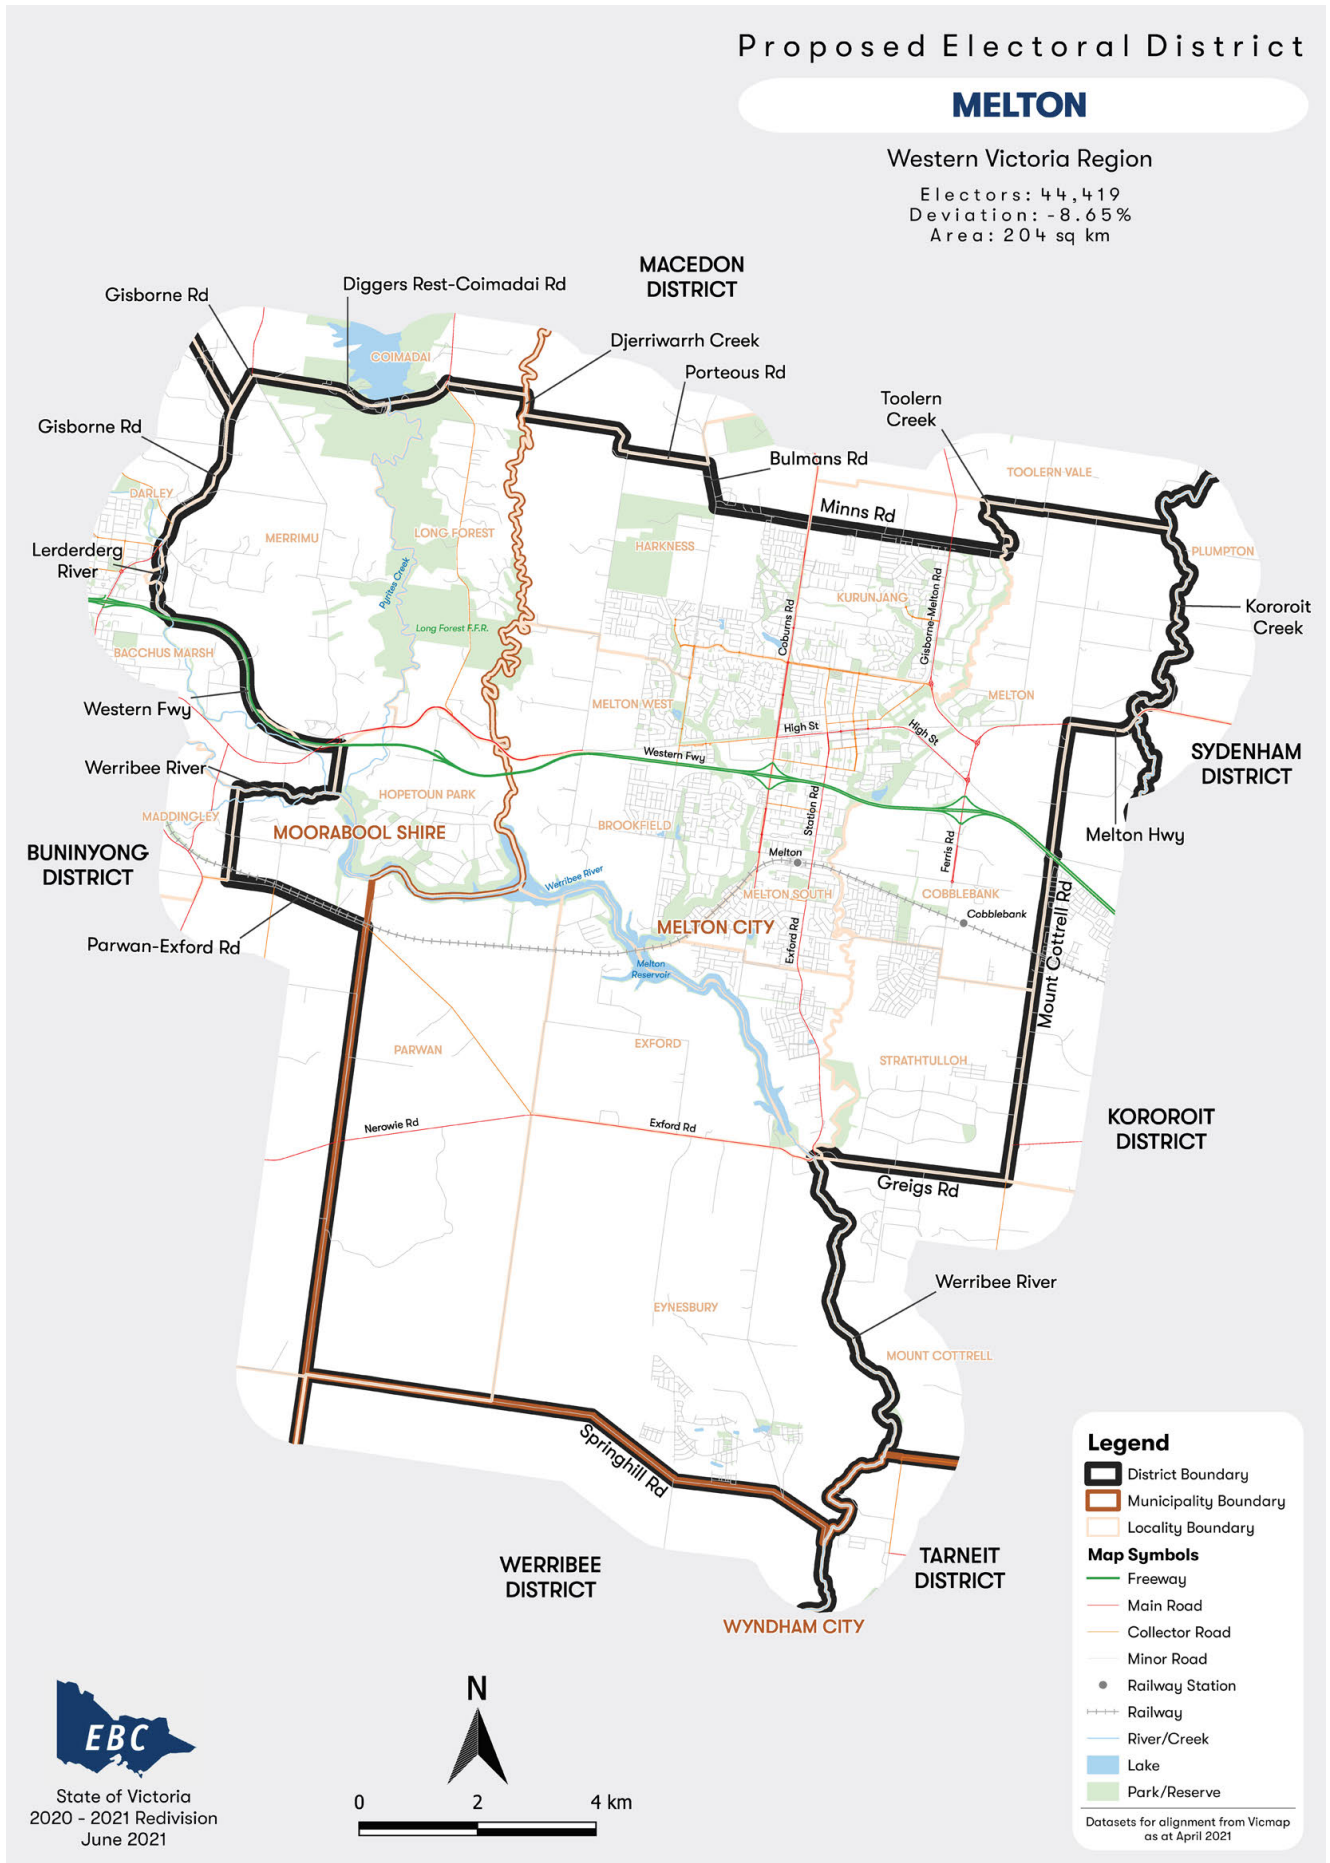 Proposed Electoral District
MELTON
Western Victoria Region
Electors: 44,419
Deviation: -8.65%
Area: 204 sq km
MACEDON
DISTRICT
Gisborne Rd
Diggers Rest-Coimadai Rd
Djerriwarrh Creek
Porteous Rd
COIMADAI
Toolern
Creek
Gisborne Rd
Bulmans Rd
TOOLERN VALE
DARLEY
Minns Rd
LONG FOREST
MERRIMU
HARKNESS
Lerderderg
River
PLUMPTON
Pyrites Creek
KURUNJANG
Coburns Rd
Gisborne-Melton Rd
Kororoit
Creek
Long Forest F.F.R.
BACCHUS MARSH
MELTON
MELTON WEST
Western Fwy
High St
High St
Western Fwy
SYDENHAM
DISTRICT
Werribee River
HOPETOUN PARK
Station Rd
MADDINGLEY
MOORABOOL SHIRE
BROOKFIELD
Melton Hwy
Ferris Rd
BUNINYONG
DISTRICT
Melton
Werribee River
MELTON SOUTH
COBBLEBANK
Cobblebank
MELTON CITY
Exford Rd
Mount Cottrell Rd
Parwan-Exford Rd
Melton
Reservoir
PARWAN
EXFORD
STRATHTULLOH
KOROROIT
DISTRICT
Nerowie Rd
Exford Rd
Greigs Rd
Werribee River
EYNESBURY
MOUNT COTTRELL
Springhill Rd
WERRIBEE
DISTRICT
TARNEIT
DISTRICT
WYNDHAM CITY
Legend
District Boundary
Municipality Boundary
Locality Boundary
Map Symbols
Freeway
Main Road
Collector Road
Minor Road
Railway Station
Railway
River/Creek
Lake
Park/Reserve
Datasets for alignment from Vicmap
as at April 2021
N
0 2 4 km
EBC
State of Victoria
2020 - 2021 Redivision
June 2021